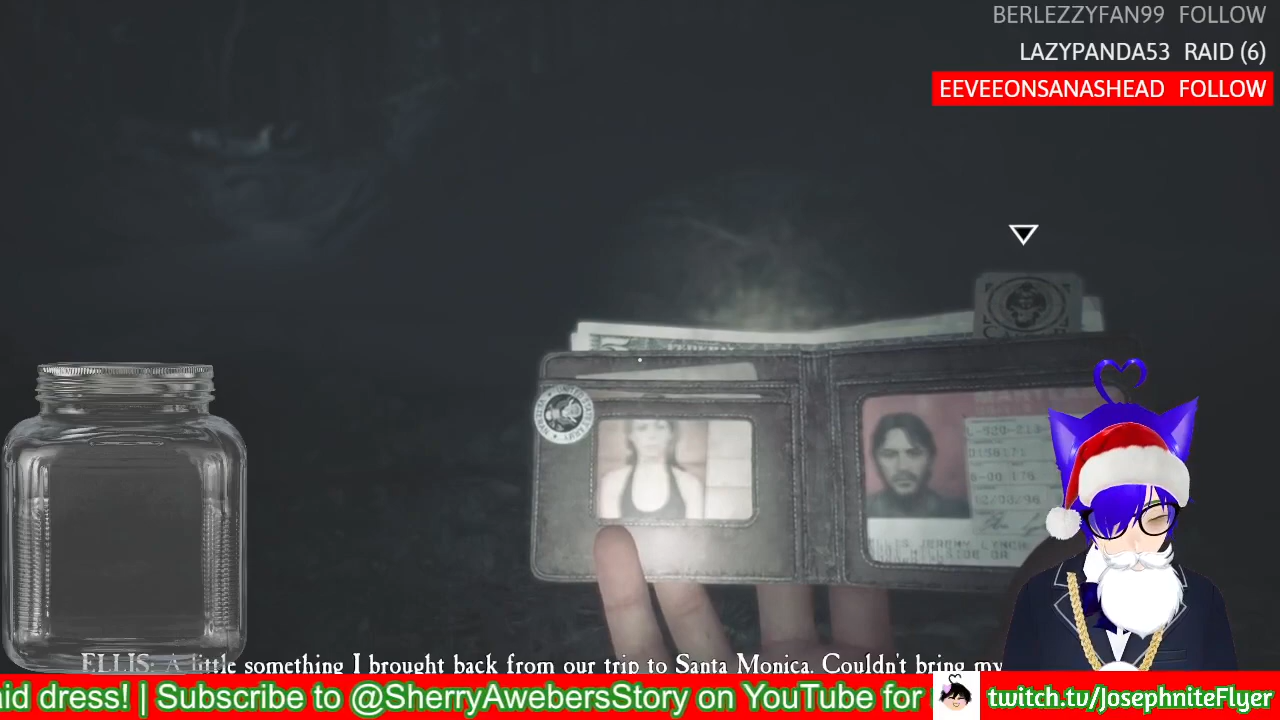 BERLEZZYFAN99 FOLLOW
LAZYPANDA53 RAID (6)
EEVEEONSANASHEAD FOLLOW
ELLIS: A little something I brought back from our trip to Santa Monica. Couldn't bring my
aid dress! | Subscribe to @SherryAwebersStory on YouTube for
twitch.tv/JosephniteFlyer